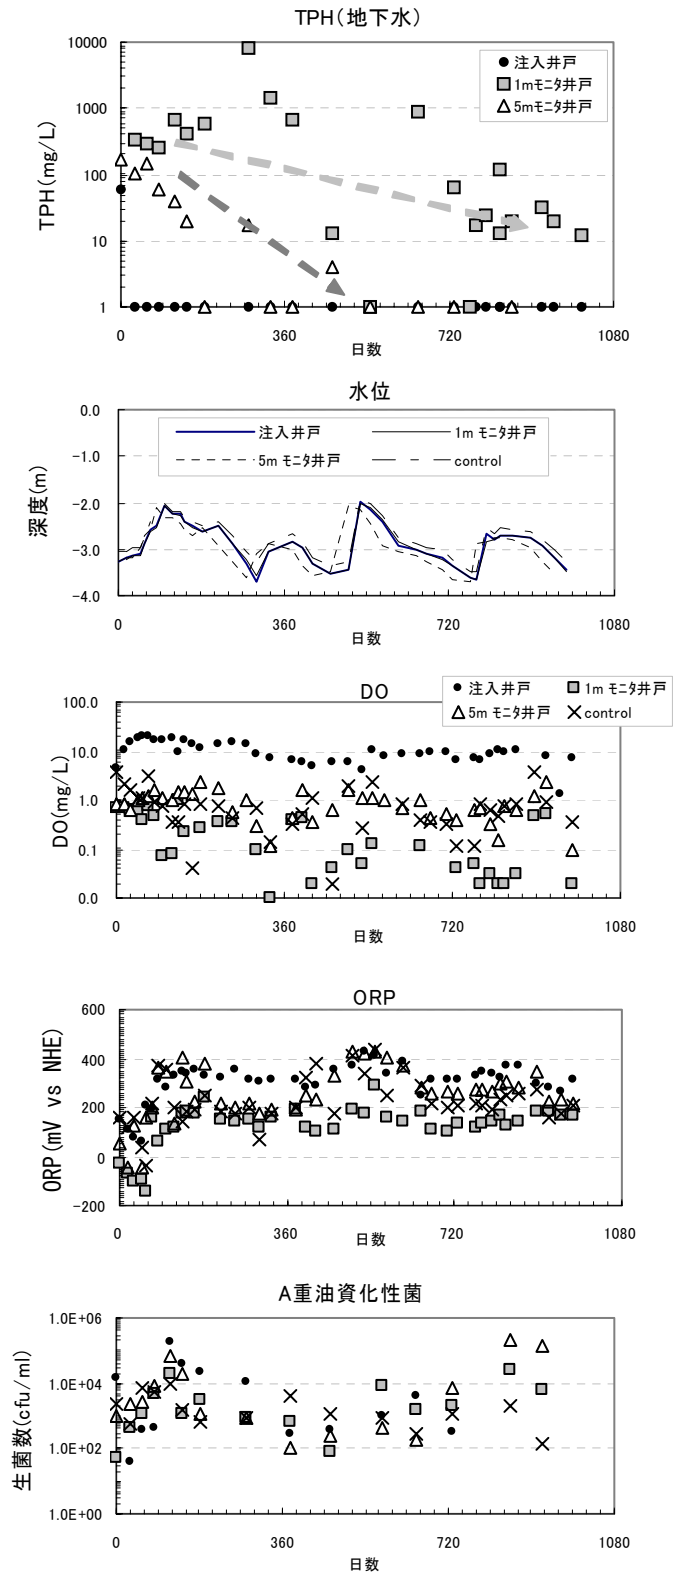 TPH(地下水)
TPH(mg/L)
10000
1000
100
10
1
注入井戸
1mモニタ井戸
5mモニタ井戸
0 360 720 1080
日数
水位
深度(m)
0.0
-1.0
-2.0
-3.0
-4.0
注入井戸 1m モニタ井戸
5m モニタ井戸 control
0 360 720 1080
日数
DO
DO(mg/L)
100.0
10.0
1.0
0.1
0.0
注入井戸 1m モニタ井戸
5m モニタ井戸 control
0 360 720 1080
日数
ORP
ORP(mV vs NHE)
600
400
200
0
-200
0 360 720 1080
日数
A重油資化性菌
生菌数(cfu/ml)
1.0E+06
1.0E+04
1.0E+02
1.0E+00
0 360 720 1080
日数